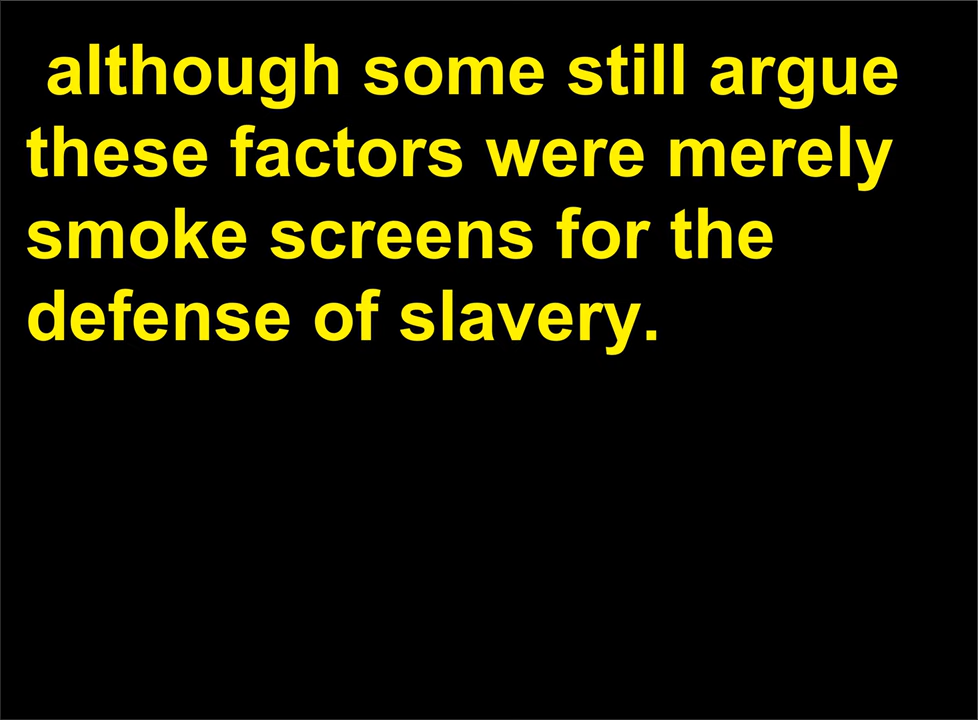 although some still argue
these factors were merely
smoke screens for the
defense of slavery.